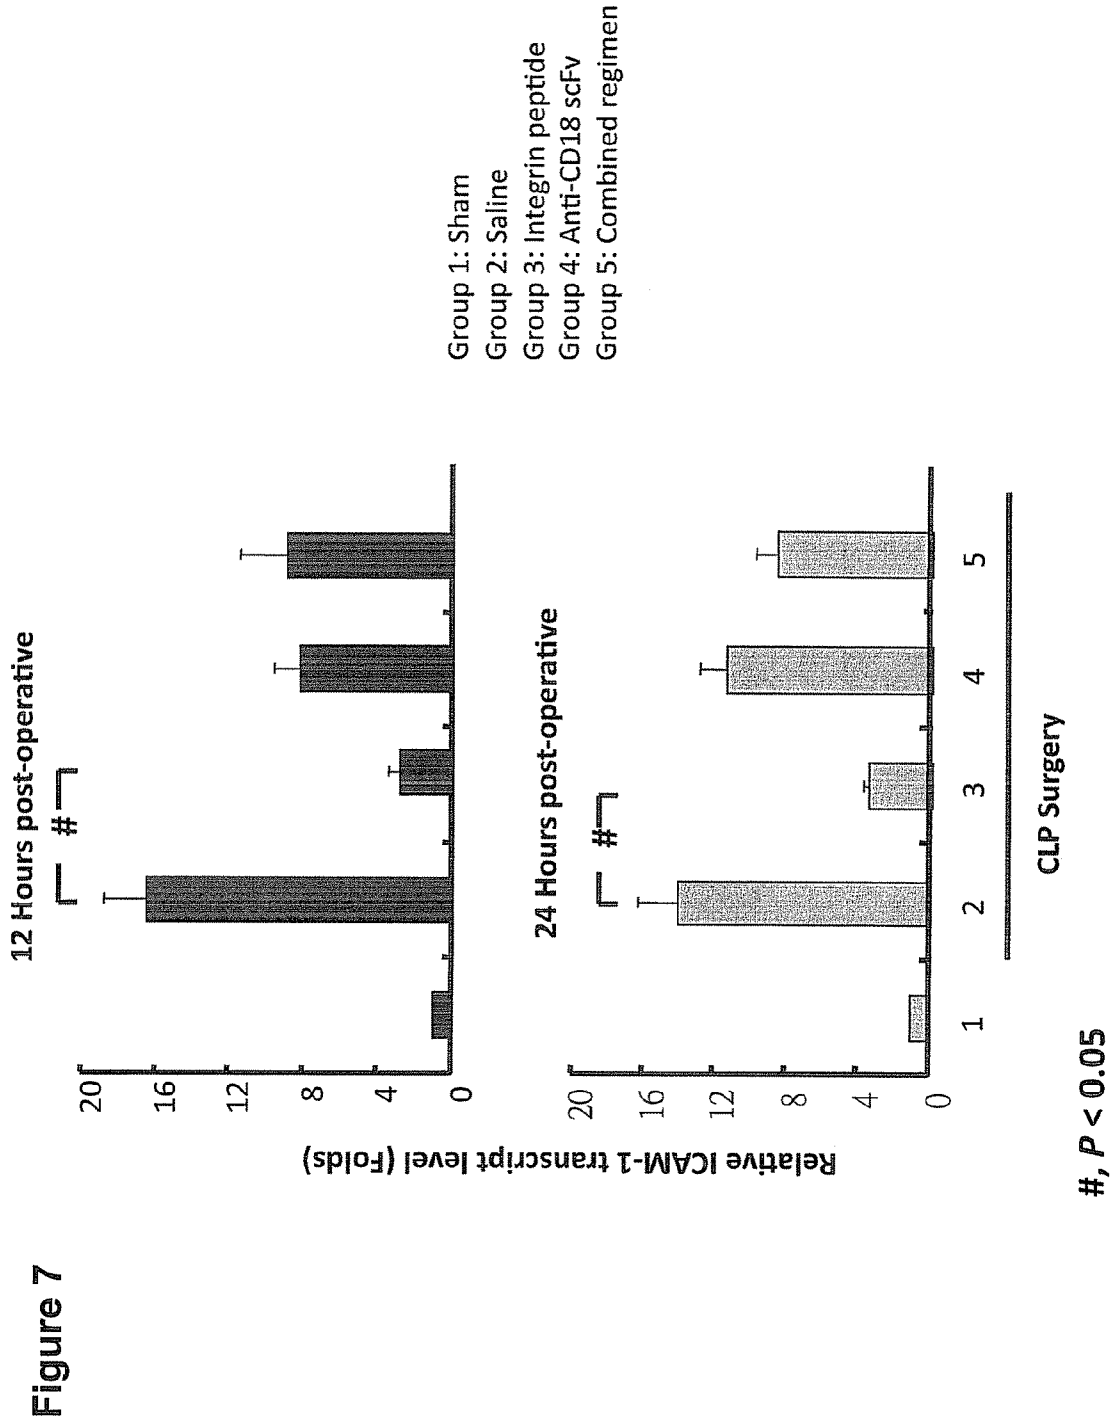 Figure 7
Relative ICAM-1 transcript level (Folds)
12 Hours post-operative
#
20
16
12
8
4
0
24 Hours post-operative
#
20
16
12
8
4
0
1
2
3
4
5
CLP Surgery
#, P < 0.05
Group 1: Sham
Group 2: Saline
Group 3: Integrin peptide
Group 4: Anti-CD18 scFv
Group 5: Combined regimen